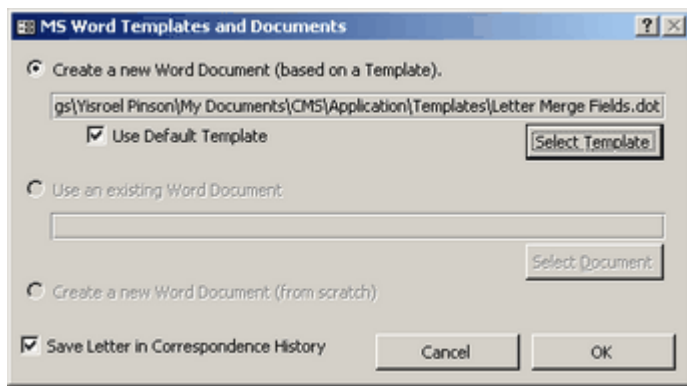 MS Word Templates and Documents
Create a new Word Document (based on a Template).
gs\Yisroel Pinson\My Documents\CMS\Application\Templates\Letter Merge Fields.dot
Use Default Template
Select Template
Use an existing Word Document
Select Document
Create a new Word Document (from scratch)
Save Letter in Correspondence History
Cancel
OK